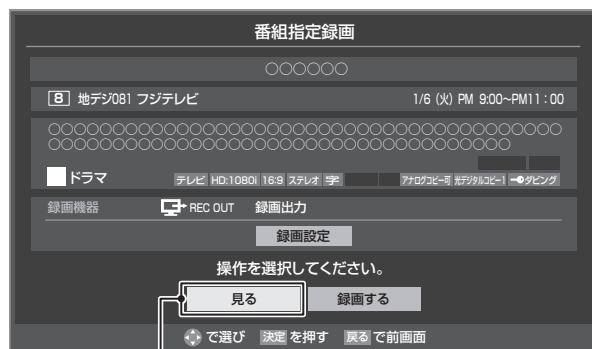 番組指定録画
○○○○○○
8 地デジ081 フジテレビ 1/6 (火) PM 9:00~PM11:00
○○○○○○○○○○○○○○○○○○○○○○○○○○○○○○○○○○○○○○○○
○○○○○○○○○○○○○○○○○○○○○○○○○○○○○○○○○○○○
ドラマ テレビ HD:1080i 16:9 ステレオ 字 アナログコピー可 光デジタルコピー1 ダビング
録画機器 REC OUT 録画出力
録画設定
操作を選択してください。
見る 録画する
で選び 決定 を押す 戻る で前画面